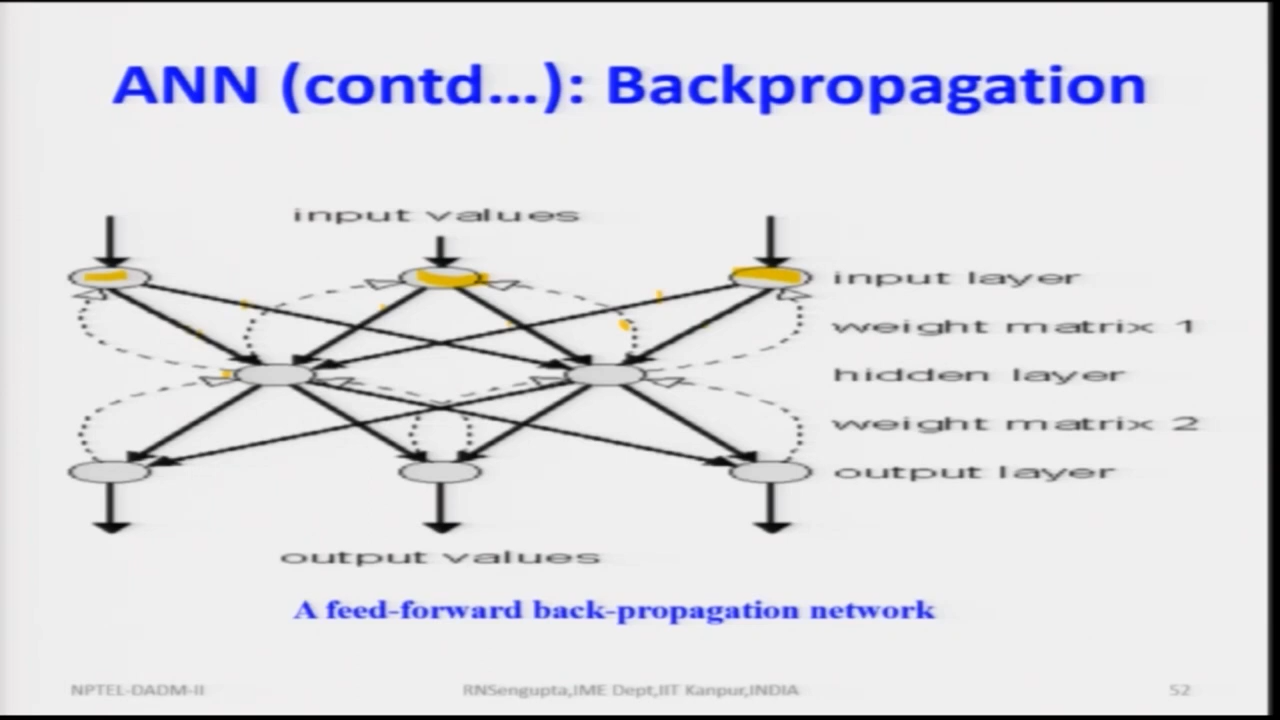 ANN (contd...): Backpropagation
input values
input layer
weight matrix 1
hidden layer
weight matrix 2
output layer
output values
A feed-forward back-propagation network
NPTEL-DADM-II
RNSengupta,IME Dept,IIT Kanpur,INDIA
52